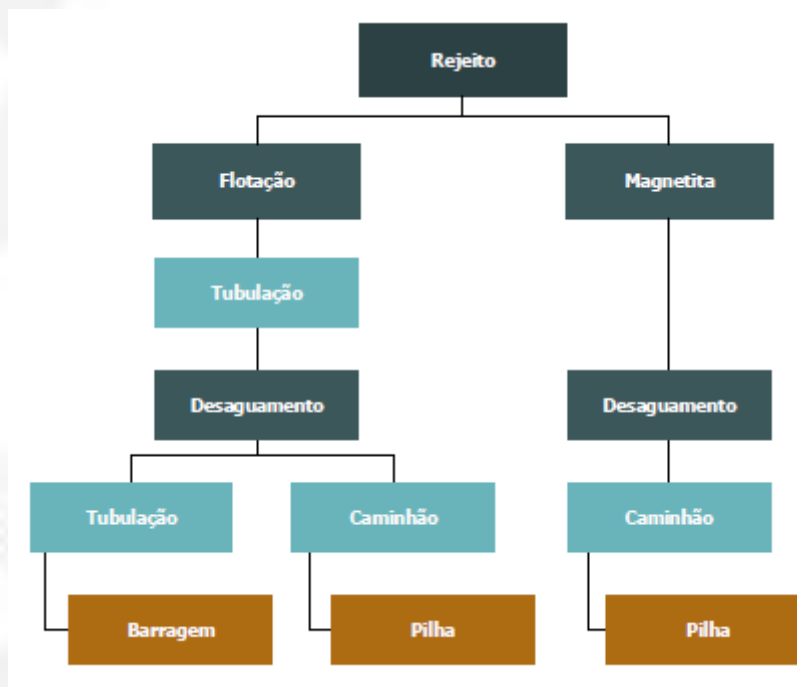 Rejeito
Flotação
Magnetita
Tubulação
Desaguamento
Desaguamento
Tubulação
Caminhão
Caminhão
Barragem
Pilha
Pilha